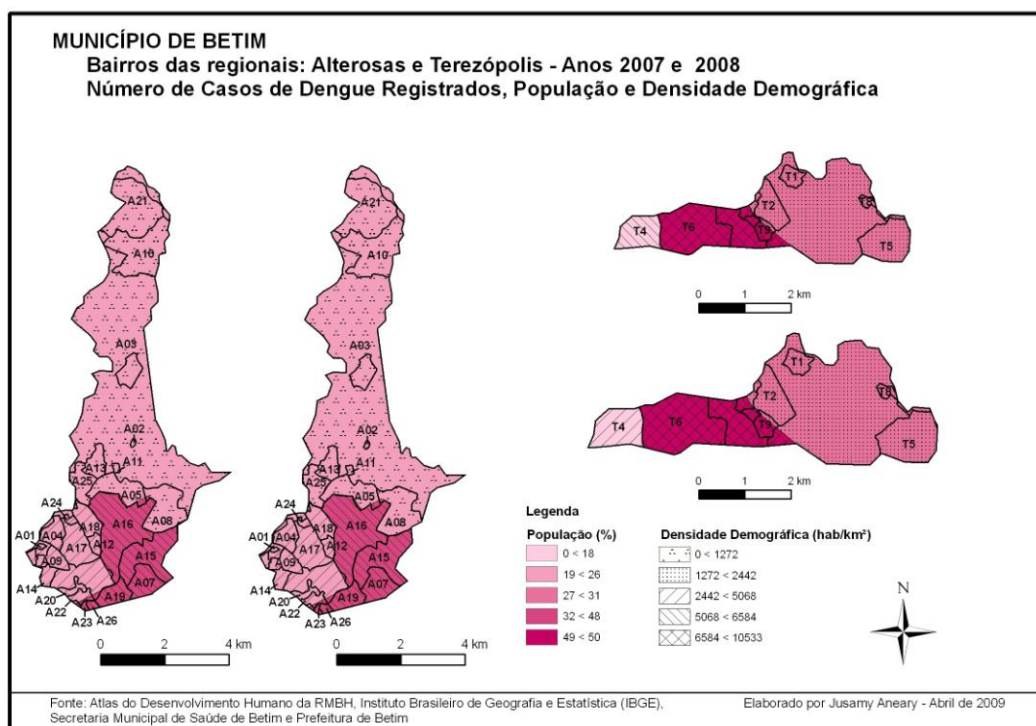 MUNICÍPIO DE BETIM
Bairros das regionais: Alterosas e Terezópolis - Anos 2007 e 2008
Número de Casos de Dengue Registrados, População e Densidade Demográfica
A21
A10
A03
A02
A13
A11
A25
A05
A24
A08
A01
A04
A18
A16
A17
A12
A09
A15
A07
A14
A19
A20
A22
A23
A26
0 2 4 km
A21
A10
A03
A02
A13
A11
A25
A05
A24
A08
A01
A04
A18
A16
A17
A12
A09
A15
A07
A14
A19
A20
A22
A23
A26
0 2 4 km
T1
T2
T8
T4
T6
T9
T5
0 1 2 km
T1
T2
T4
T6
T9
T5
0 1 2 km
Legenda
População (%)
0 < 18
19 < 26
27 < 31
32 < 48
49 < 50
Densidade Demográfica (hab/km²)
0 < 1272
1272 < 2442
2442 < 5068
5068 < 6584
6584 < 10533
N
Fonte: Atlas do Desenvolvimento Humano da RMBH, Instituto Brasileiro de Geografia e Estatística (IBGE),
Secretaria Municipal de Saúde de Betim e Prefeitura de Betim
Elaborado por Jusamy Aneary - Abril de 2009